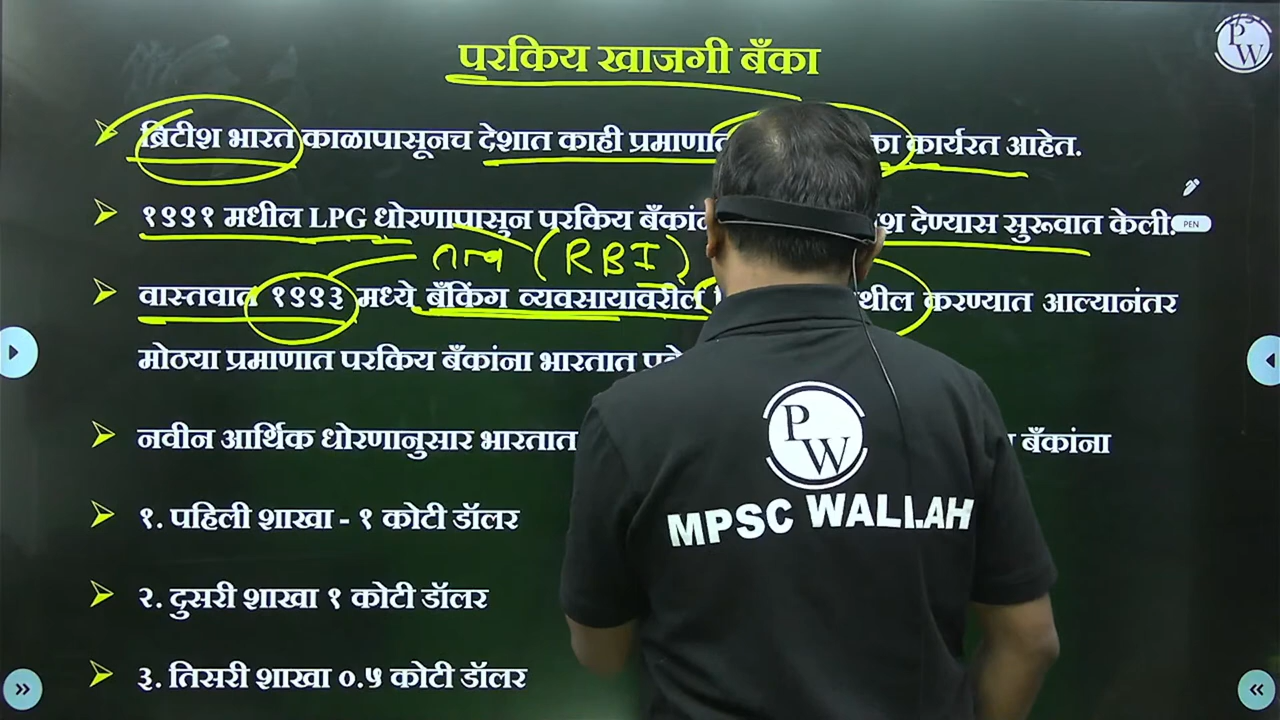 परकिय खाजगी बँका
PW
ब्रिटीश भारत काळापासूनच देशात काही प्रमाणात का कार्यरत आहेत.
१९९१ मधील LPG धोरणापासुन परकिय बँकां श देण्यास सुरूवात केली.
PEN
(RBI)
वास्तवात १९९३ मध्ये बँकिंग व्यवसायावरील थील करण्यात आल्यानंतर
मोठया प्रमाणात परकिय बँकांना भारतात
नवीन आर्थिक धोरणानुसार भारतात बँकांना
१. पहिली शाखा - १ कोटी डॉलर
२. दुसरी शाखा १ कोटी डॉलर
३. तिसरी शाखा ०.५ कोटी डॉलर
PW
MPSC WALLAH